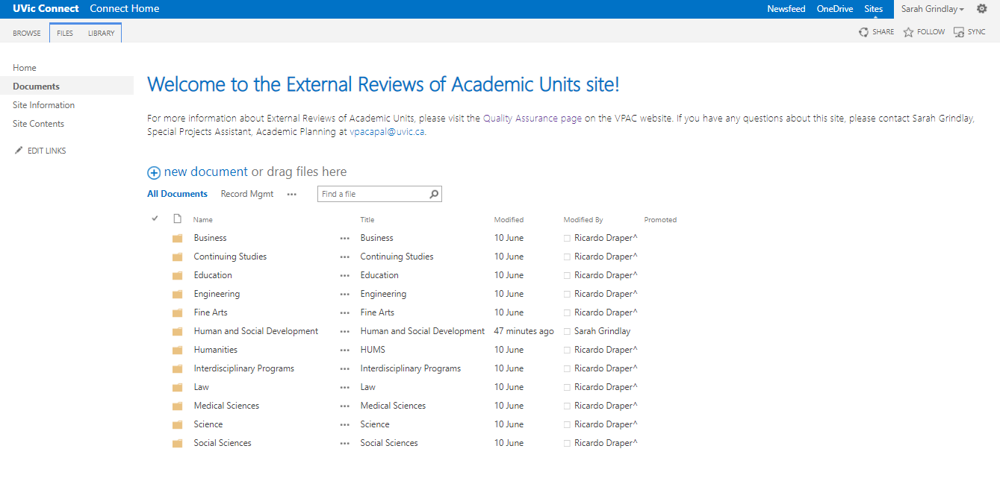 UVic Connect Connect Home Newsfeed OneDrive Sites Sarah Grindlay
BROWSE FILES LIBRARY SHARE FOLLOW SYNC
Home
Documents
Site Information
Site Contents
EDIT LINKS
Welcome to the External Reviews of Academic Units site!
For more information about External Reviews of Academic Units, please visit the Quality Assurance page on the VPAC website. If you have any questions about this site, please contact Sarah Grindlay,
Special Projects Assistant, Academic Planning at vpacapal@uvic.ca.
new document or drag files here
All Documents Record Mgmt ••• Find a file
Name Title Modified Modified By Promoted
Business ••• Business 10 June Ricardo Draper^
Continuing Studies ••• Continuing Studies 10 June Ricardo Draper^
Education ••• Education 10 June Ricardo Draper^
Engineering ••• Engineering 10 June Ricardo Draper^
Fine Arts ••• Fine Arts 10 June Ricardo Draper^
Human and Social Development ••• Human and Social Development 47 minutes ago Sarah Grindlay
Humanities ••• HUMS 10 June Ricardo Draper^
Interdisciplinary Programs ••• Interdisciplinary Programs 10 June Ricardo Draper^
Law ••• Law 10 June Ricardo Draper^
Medical Sciences ••• Medical Sciences 10 June Ricardo Draper^
Science ••• Science 10 June Ricardo Draper^
Social Sciences ••• Social Sciences 10 June Ricardo Draper^